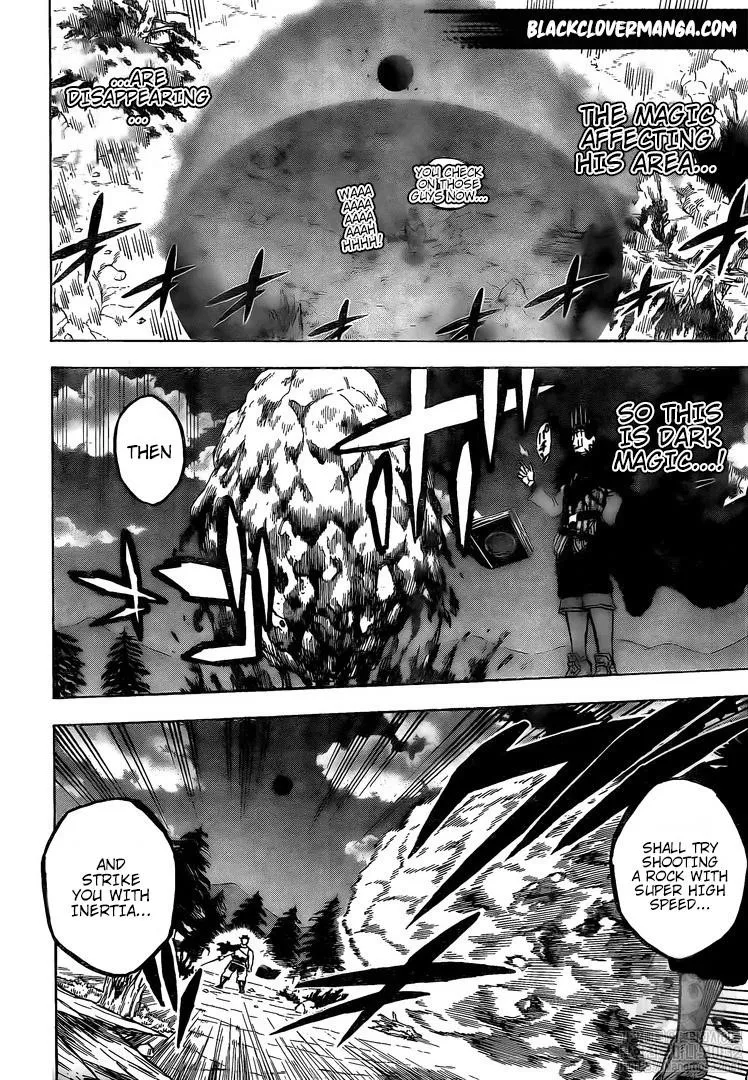 BLACKCLOVERMANGA.COM
THE MAGIC
AFFECTING
HIS AREA...
...ARE
DISAPPEARING
...
YOU CHECK
ON THOSE
GUYS NOW...
WAAA
AAAAA
AAAA
AAAH
HHHH!
SO THIS
IS DARK
MAGIC...!
THEN
SHALL TRY
SHOOTING
A ROCK WITH
SUPER HIGH
SPEED...
AND
STRIKE
YOU WITH
INERTIA...